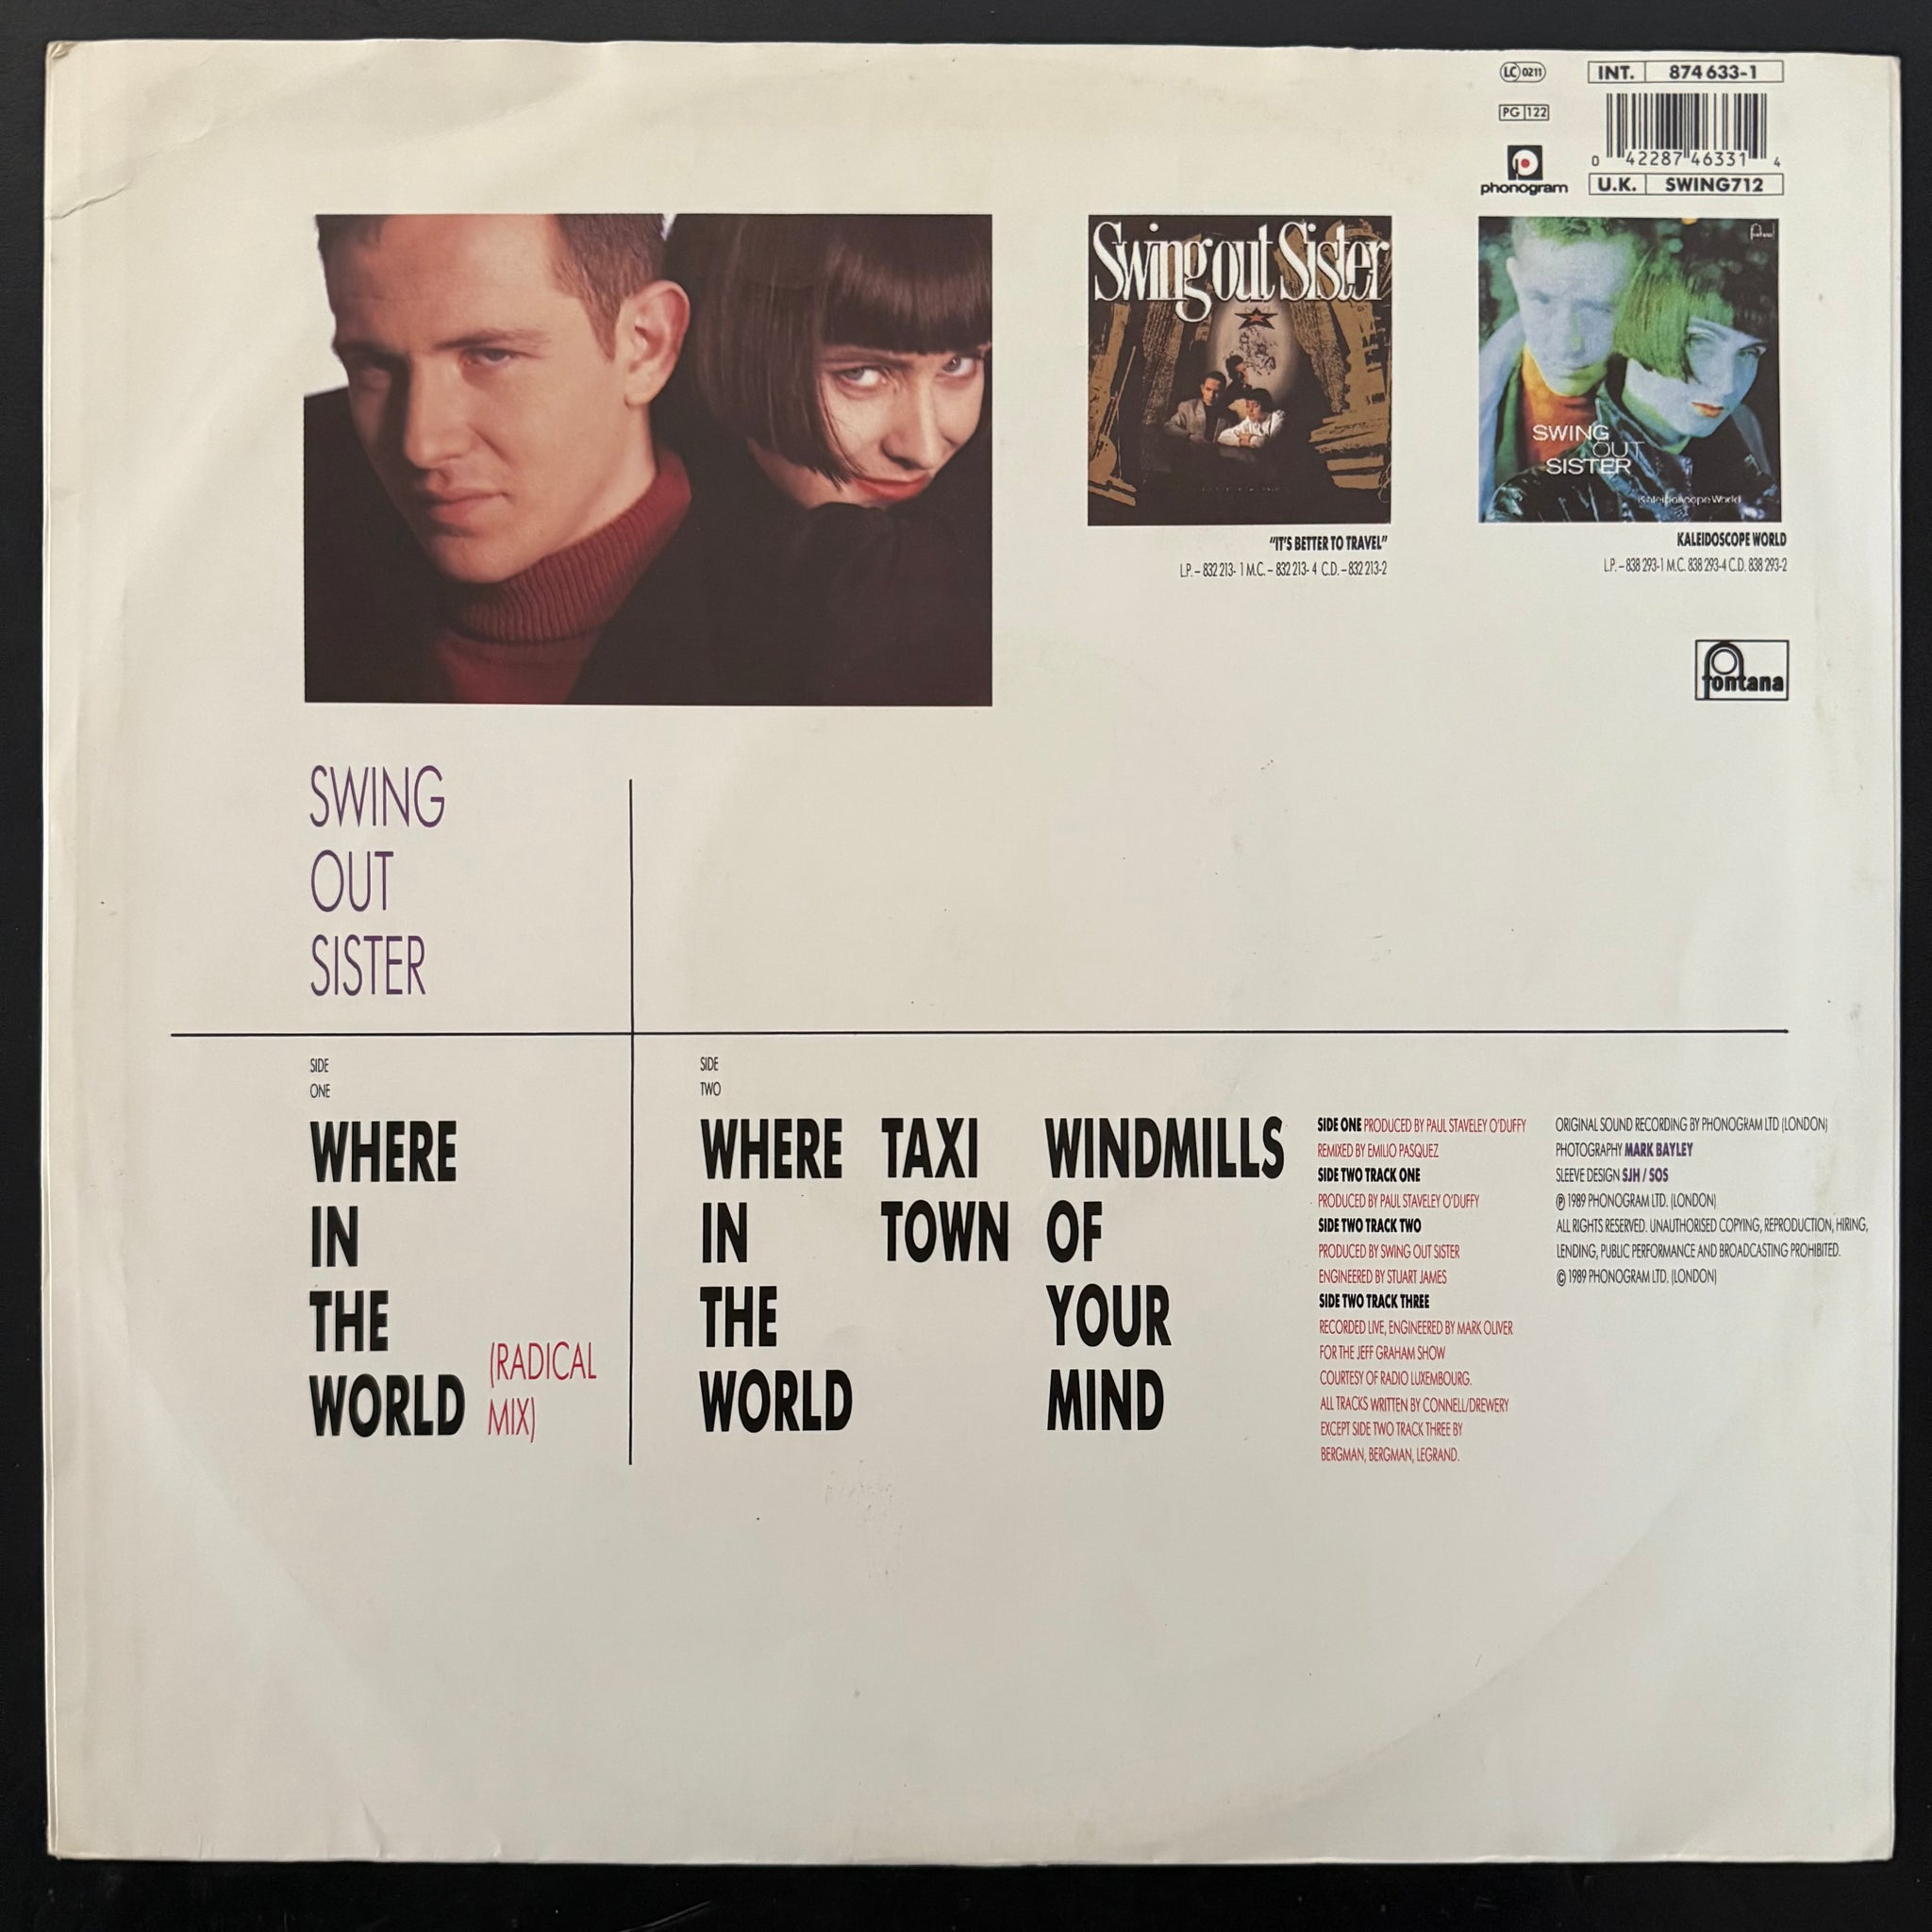 LC 0211
INT. 874 633-1
PG 122
0 42287 46331 4
phonogram
U.K. SWING712
Swing out Sister
SWING
OUT
SISTER
Kaleidoscope World
"IT'S BETTER TO TRAVEL"
L.P. – 832 213- 1 M.C. – 832 213- 4 C.D. – 832 213-2
KALEIDOSCOPE WORLD
L.P. – 838 293-1 M.C. 838 293-4 C.D. 838 293-2
fontana
SWING
OUT
SISTER
SIDE
ONE
WHERE
IN
THE
WORLD
(RADICAL
MIX)
SIDE
TWO
WHERE
IN
THE
WORLD
TAXI
TOWN
WINDMILLS
OF
YOUR
MIND
SIDE ONE PRODUCED BY PAUL STAVELEY O'DUFFY
REMIXED BY EMILIO PASQUEZ
SIDE TWO TRACK ONE
PRODUCED BY PAUL STAVELEY O'DUFFY
SIDE TWO TRACK TWO
PRODUCED BY SWING OUT SISTER
ENGINEERED BY STUART JAMES
SIDE TWO TRACK THREE
RECORDED LIVE, ENGINEERED BY MARK OLIVER
FOR THE JEFF GRAHAM SHOW
COURTESY OF RADIO LUXEMBOURG.
ALL TRACKS WRITTEN BY CONNELL/DREWERY
EXCEPT SIDE TWO TRACK THREE BY
BERGMAN, BERGMAN, LEGRAND.
ORIGINAL SOUND RECORDING BY PHONOGRAM LTD (LONDON)
PHOTOGRAPHY MARK BAYLEY
SLEEVE DESIGN SJH / SOS
℗ 1989 PHONOGRAM LTD. (LONDON)
ALL RIGHTS RESERVED. UNAUTHORISED COPYING, REPRODUCTION, HIRING,
LENDING, PUBLIC PERFORMANCE AND BROADCASTING PROHIBITED.
© 1989 PHONOGRAM LTD. (LONDON)